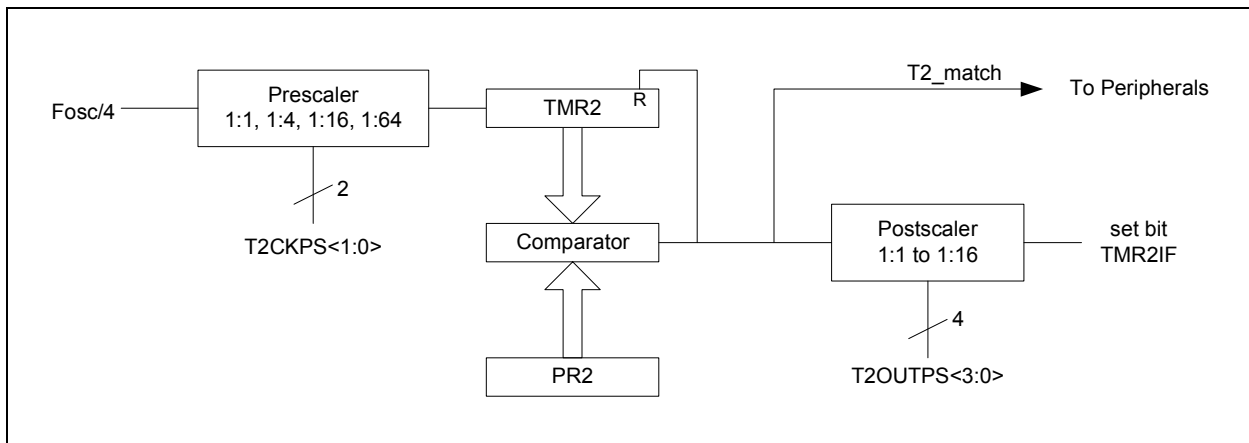 T2_match
To Peripherals
Fosc/4
Prescaler
1:1, 1:4, 1:16, 1:64
TMR2
R
2
T2CKPS<1:0>
Comparator
Postscaler
1:1 to 1:16
set bit
TMR2IF
4
PR2
T2OUTPS<3:0>